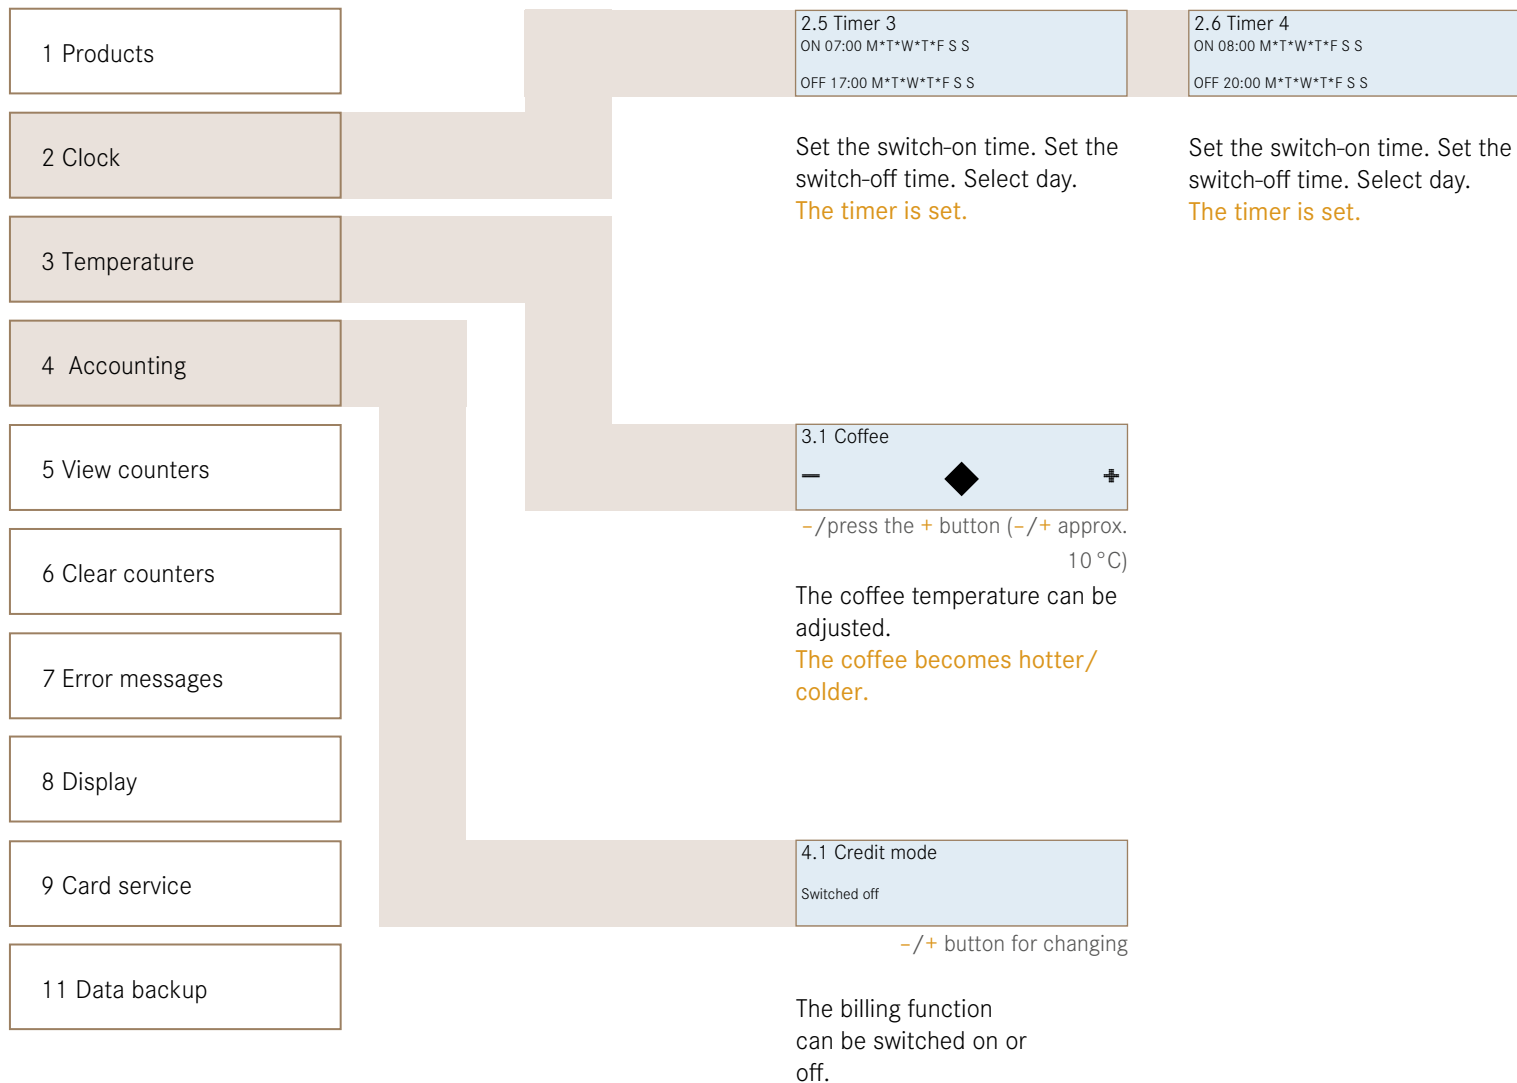 1 Products
2 Clock
3 Temperature
4 Accounting
5 View counters
6 Clear counters
7 Error messages
8 Display
9 Card service
11 Data backup
2.5 Timer 3
ON 07:00 M*T*W*T*F S S
OFF 17:00 M*T*W*T*F S S
Set the switch-on time. Set the
switch-off time. Select day.
The timer is set.
2.6 Timer 4
ON 08:00 M*T*W*T*F S S
OFF 20:00 M*T*W*T*F S S
Set the switch-on time. Set the
switch-off time. Select day.
The timer is set.
3.1 Coffee
– +
–/press the + button (–/+ approx.
10 °C)
The coffee temperature can be
adjusted.
The coffee becomes hotter/
colder.
4.1 Credit mode
Switched off
–/+ button for changing
The billing function
can be switched on or
off.